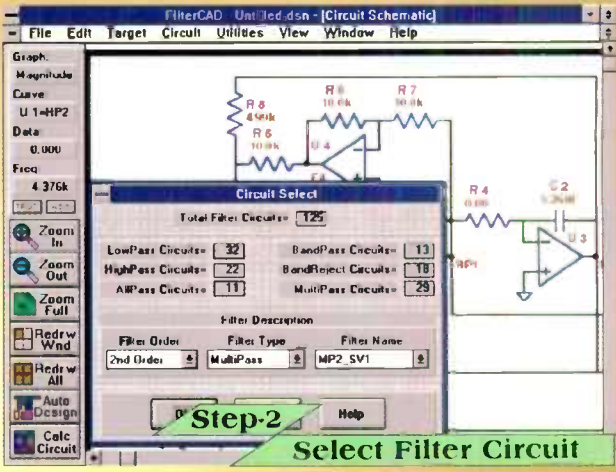 FilterCAD - Untitled.dsn - [Circuit Schematic]
File Edit Target Circuit Utilities View Window Help
Graph:
Magnitude
Curve
U 1=HP2
Data
0.000
Freq
4.376k
Zoom In
Zoom Out
Zoom Full
Redrw Wnd
Redrw All
Auto Design
Calc Circuit
R 8
4.99k
R 6
10.0k
R 7
R 5
10.0k
U 4
R 4
C 2
U 3
Circuit Select
Total Filter Circuits= 125
LowPass Circuits= 32
BandPass Circuits= 13
HighPass Circuits= 22
BandReject Circuits= 18
AllPass Circuits= 11
MultiPass Circuits= 29
Filter Description
Filter Order
Filter Type
Filter Name
2nd Order
MultiPass
MP2_SV1
Help
Step-2
Select Filter Circuit